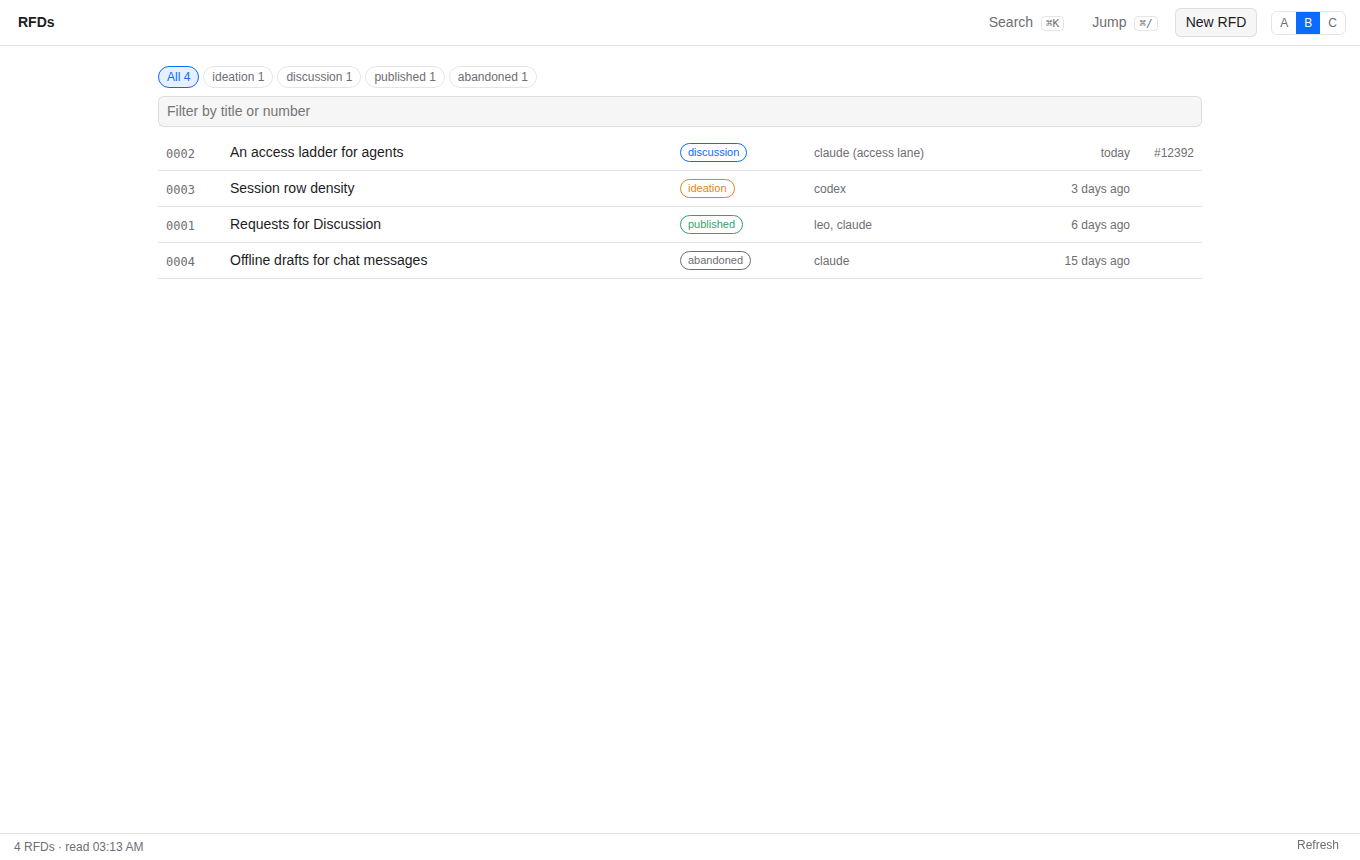 RFDs Search ⌘K Jump ⌘/ New RFD A B C
All 4 ideation 1 discussion 1 published 1 abandoned 1
Filter by title or number
0002 An access ladder for agents discussion claude (access lane) today #12392
0003 Session row density ideation codex 3 days ago
0001 Requests for Discussion published leo, claude 6 days ago
0004 Offline drafts for chat messages abandoned claude 15 days ago
4 RFDs · read 03:13 AM Refresh